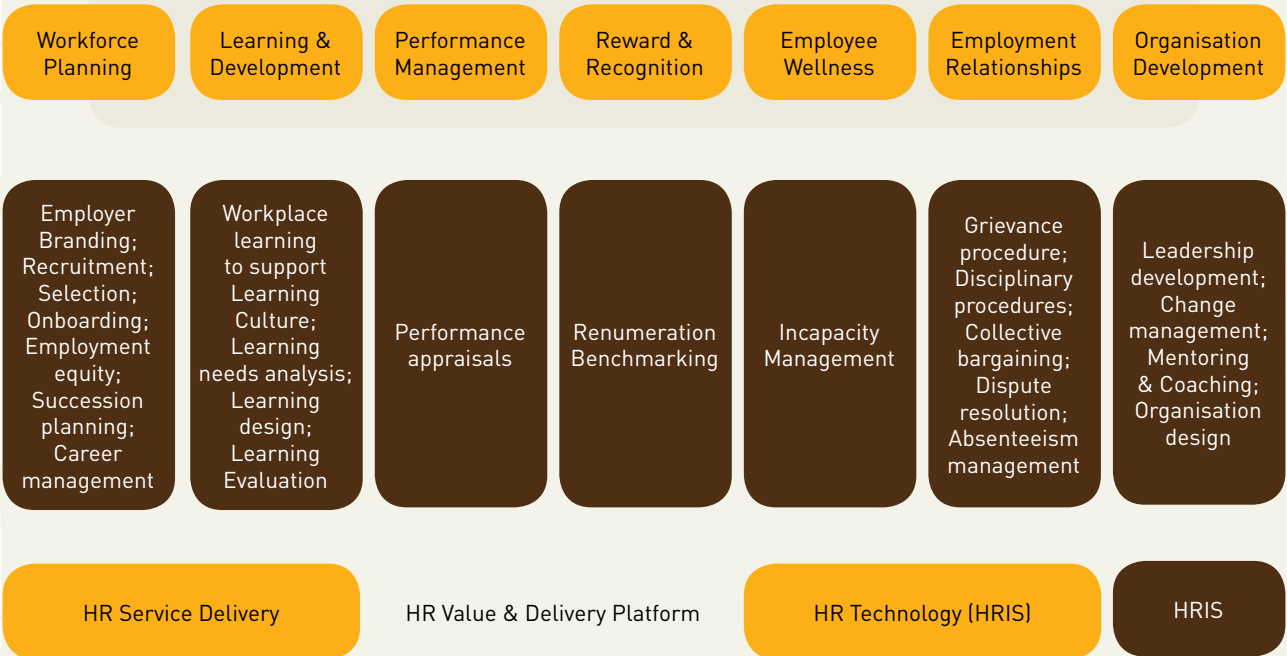 Workforce
Planning
Learning &
Development
Performance
Management
Reward &
Recognition
Employee
Wellness
Employment
Relationships
Organisation
Development
Employer
Branding;
Recruitment;
Selection;
Onboarding;
Employment
equity;
Succession
planning;
Career
management
Workplace
learning
to support
Learning
Culture;
Learning
needs analysis;
Learning
design;
Learning
Evaluation
Performance
appraisals
Renumeration
Benchmarking
Incapacity
Management
Grievance
procedure;
Disciplinary
procedures;
Collective
bargaining;
Dispute
resolution;
Absenteeism
management
Leadership
development;
Change
management;
Mentoring
& Coaching;
Organisation
design
HR Service Delivery
HR Value & Delivery Platform
HR Technology (HRIS)
HRIS